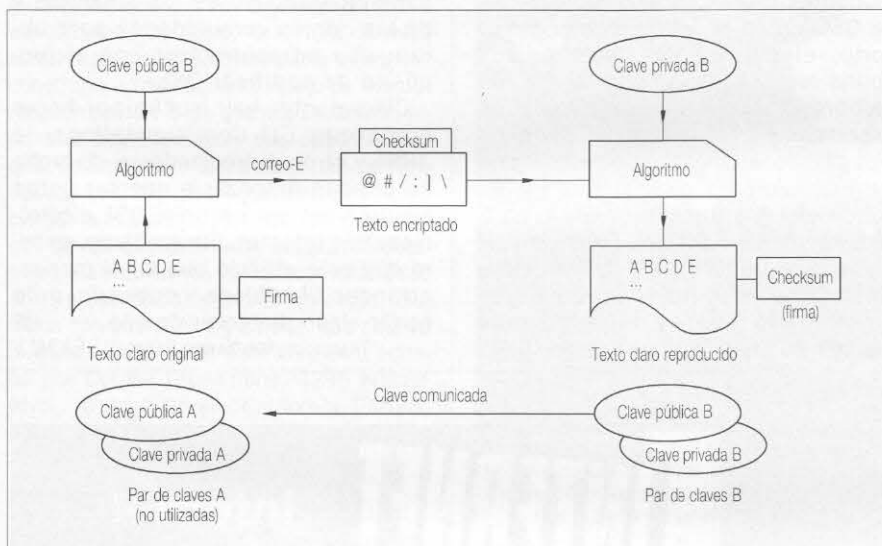 Clave pública B
Clave privada B
Algoritmo
correo-E
Checksum
@ # / : ] \
Texto encriptado
Algoritmo
A B C D E
...
Firma
Texto claro original
A B C D E
...
Checksum
(firma)
Texto claro reproducido
Clave pública A
Clave privada A
Clave comunicada
Clave pública B
Clave privada B
Par de claves A
(no utilizadas)
Par de claves B